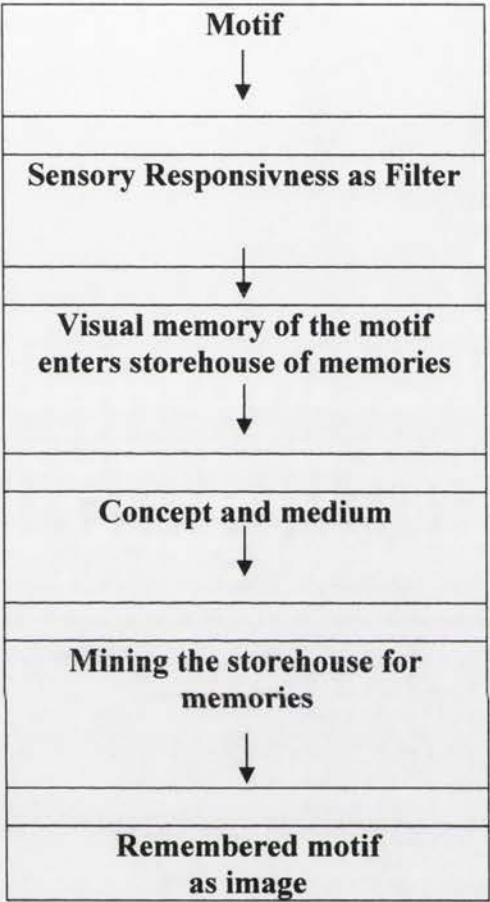 Motif
Sensory Responsivness as Filter
Visual memory of the motif
enters storehouse of memories
Concept and medium
Mining the storehouse for
memories
Remembered motif
as image